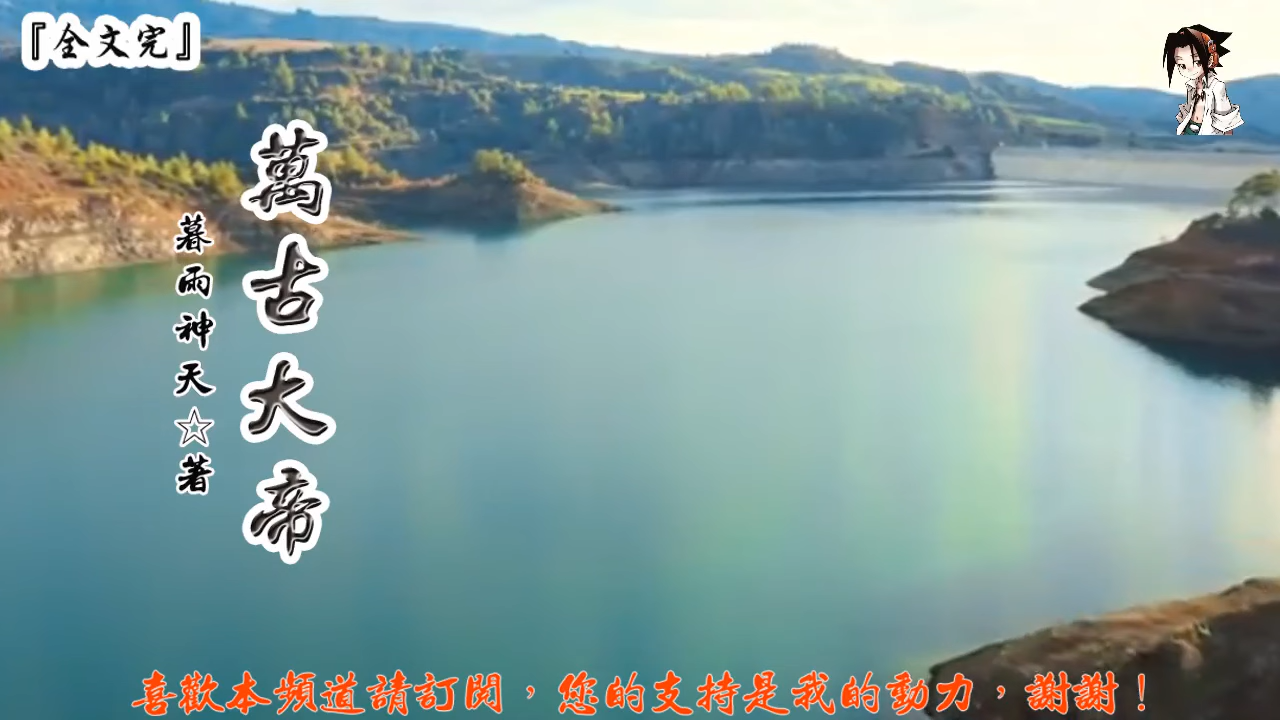 『全文完』
萬古大帝
暮雨神天☆著
喜歡本頻道請訂閱，您的支持是我的動力，謝謝！